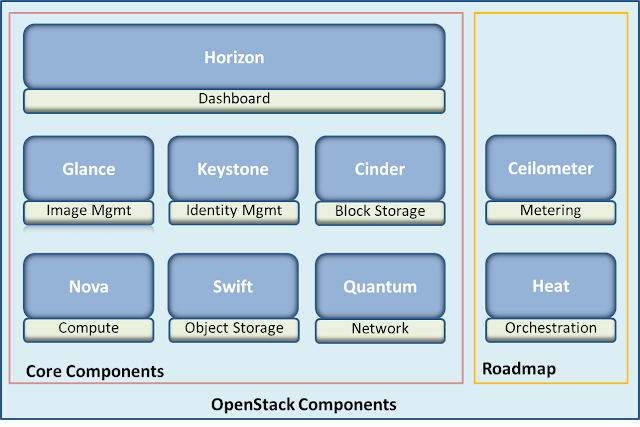 Horizon
Dashboard
Glance
Image Mgmt
Keystone
Identity Mgmt
Cinder
Block Storage
Nova
Compute
Swift
Object Storage
Quantum
Network
Core Components
Ceilometer
Metering
Heat
Orchestration
Roadmap
OpenStack Components